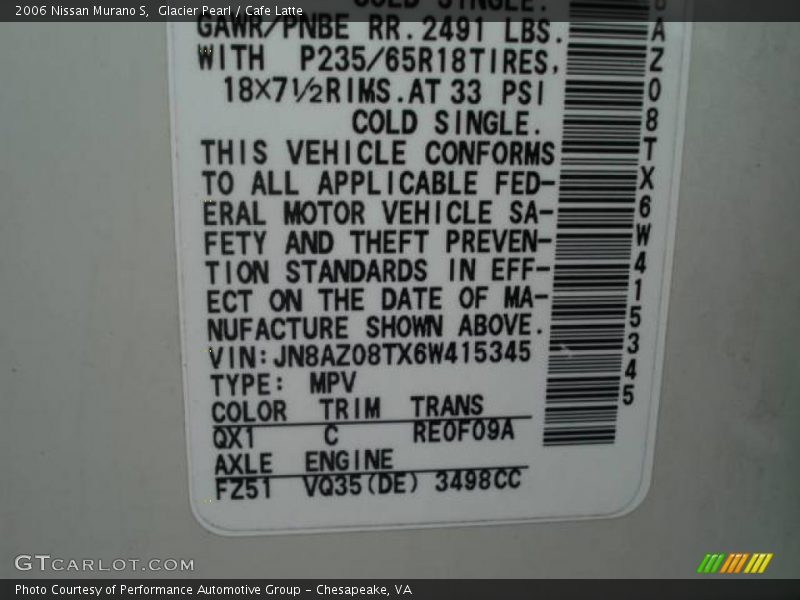 2006 Nissan Murano S,  Glacier Pearl / Cafe Latte
COLD SINGLE.
GAWR/PNBE RR. 2491 LBS.
WITH P235/65R18TIRES,
18X7½RIMS.AT 33 PSI
COLD SINGLE.
THIS VEHICLE CONFORMS
TO ALL APPLICABLE FED-
ERAL MOTOR VEHICLE SA-
FETY AND THEFT PREVEN-
TION STANDARDS IN EFF-
ECT ON THE DATE OF MA-
NUFACTURE SHOWN ABOVE.
VIN:JN8AZ08TX6W415345
TYPE: MPV
COLOR TRIM TRANS
QX1 C RE0F09A
AXLE ENGINE
FZ51 VQ35(DE) 3498CC
AZ08TX6W415345
GTCARLOT.COM
Photo Courtesy of Performance Automotive Group - Chesapeake, VA